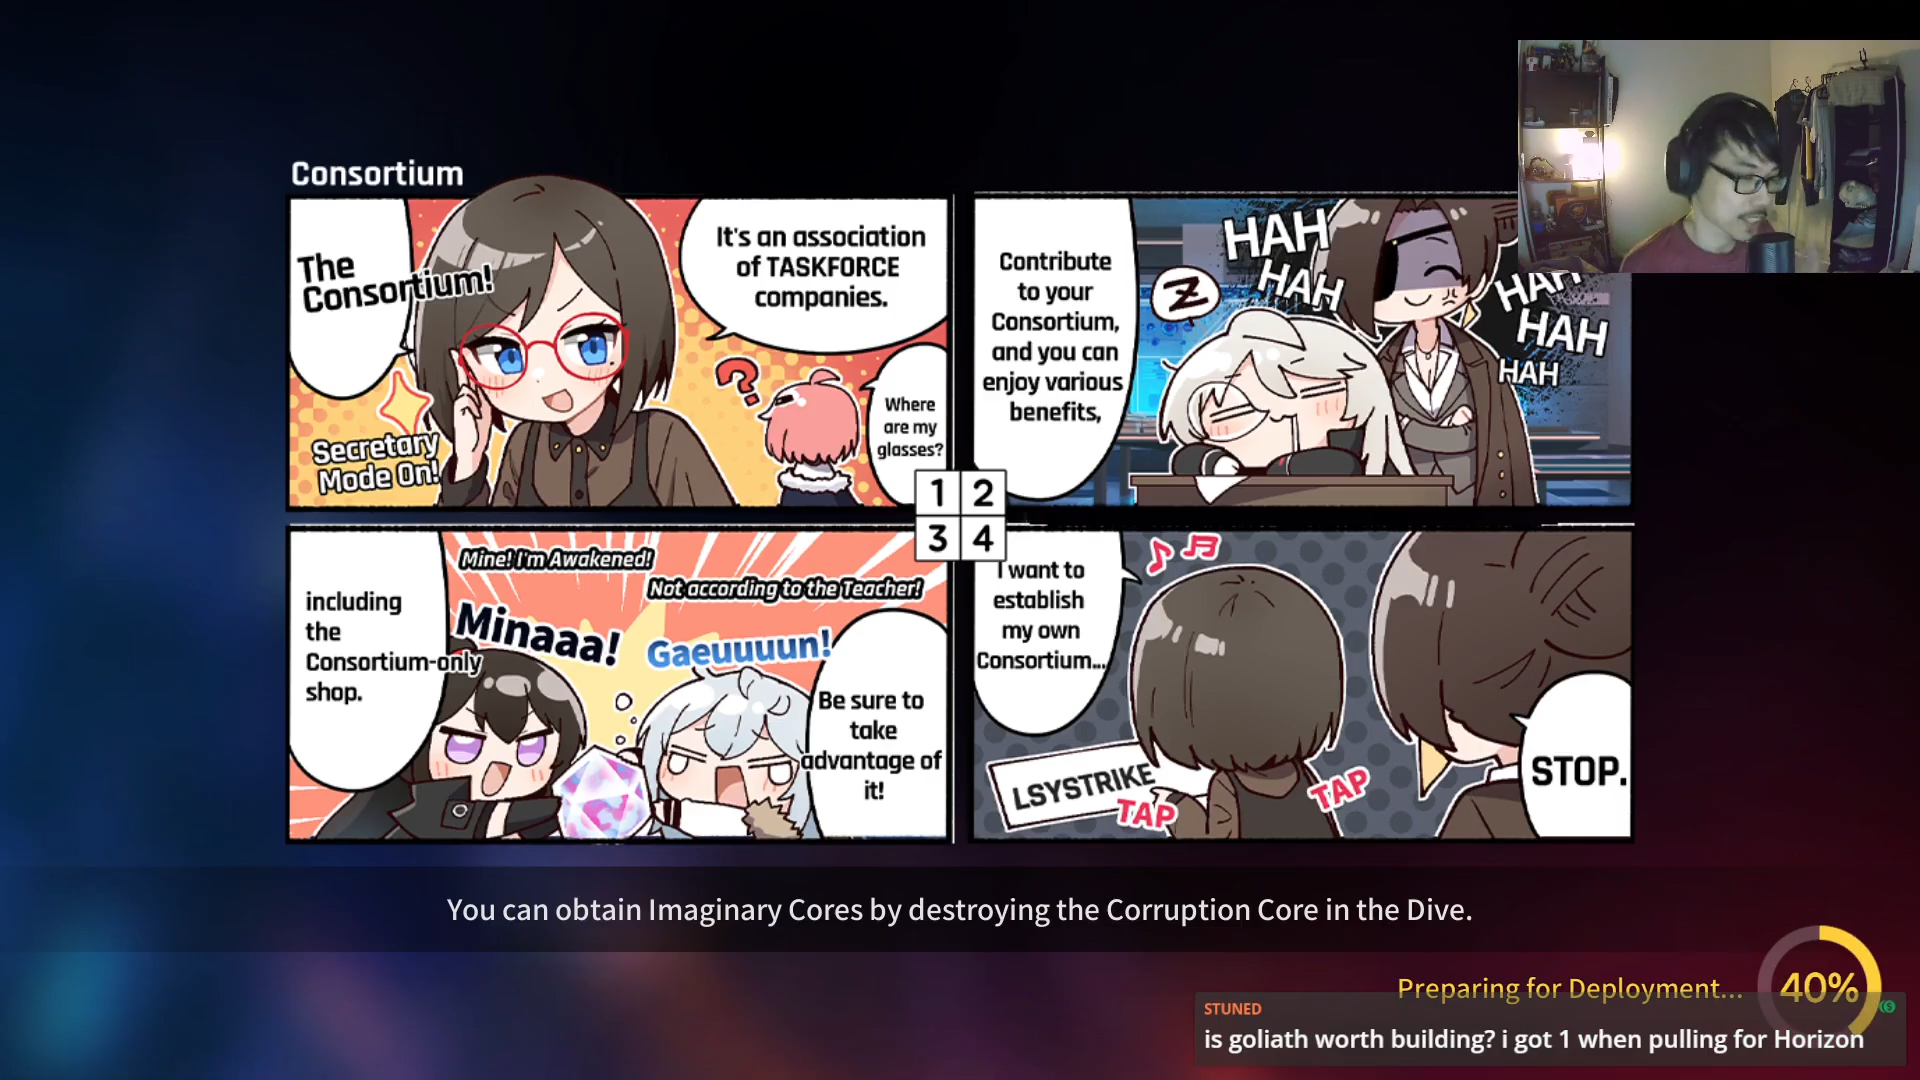 Consortium
The
Consortium!
It's an association
of TASKFORCE
companies.
Secretary
Mode On!
?
Where
are my
glasses?
Contribute
to your
Consortium,
and you can
enjoy various
benefits,
Z
HAH
HAH
HAH
HAH
HAH
1 2
3 4
including
the
Consortium-only
shop.
Mine! I'm Awakened!
Not according to the Teacher!
Minaaa!
Gaeuuuun!
Be sure to
take
advantage of
it!
I want to
establish
my own
Consortium...
LSYSTRIKE
TAP
TAP
STOP.
You can obtain Imaginary Cores by destroying the Corruption Core in the Dive.
Preparing for Deployment...
40%
STUNED
is goliath worth building? i got 1 when pulling for Horizon